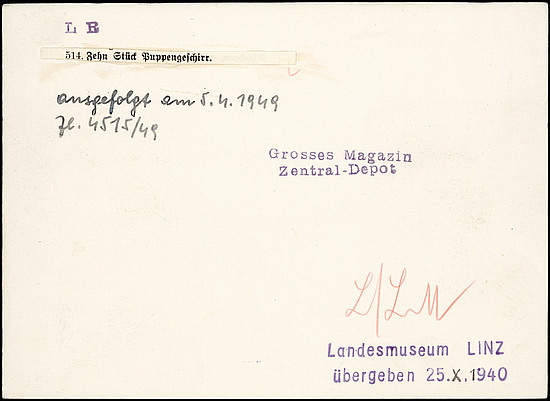 L R
514. Zehn Stück Puppengeschirr.
ausgefolgt am 5.4.1949
Zl. 4515/49
Grosses Magazin
Zentral-Depot
L/LM
Landesmuseum LINZ
übergeben 25.X.1940